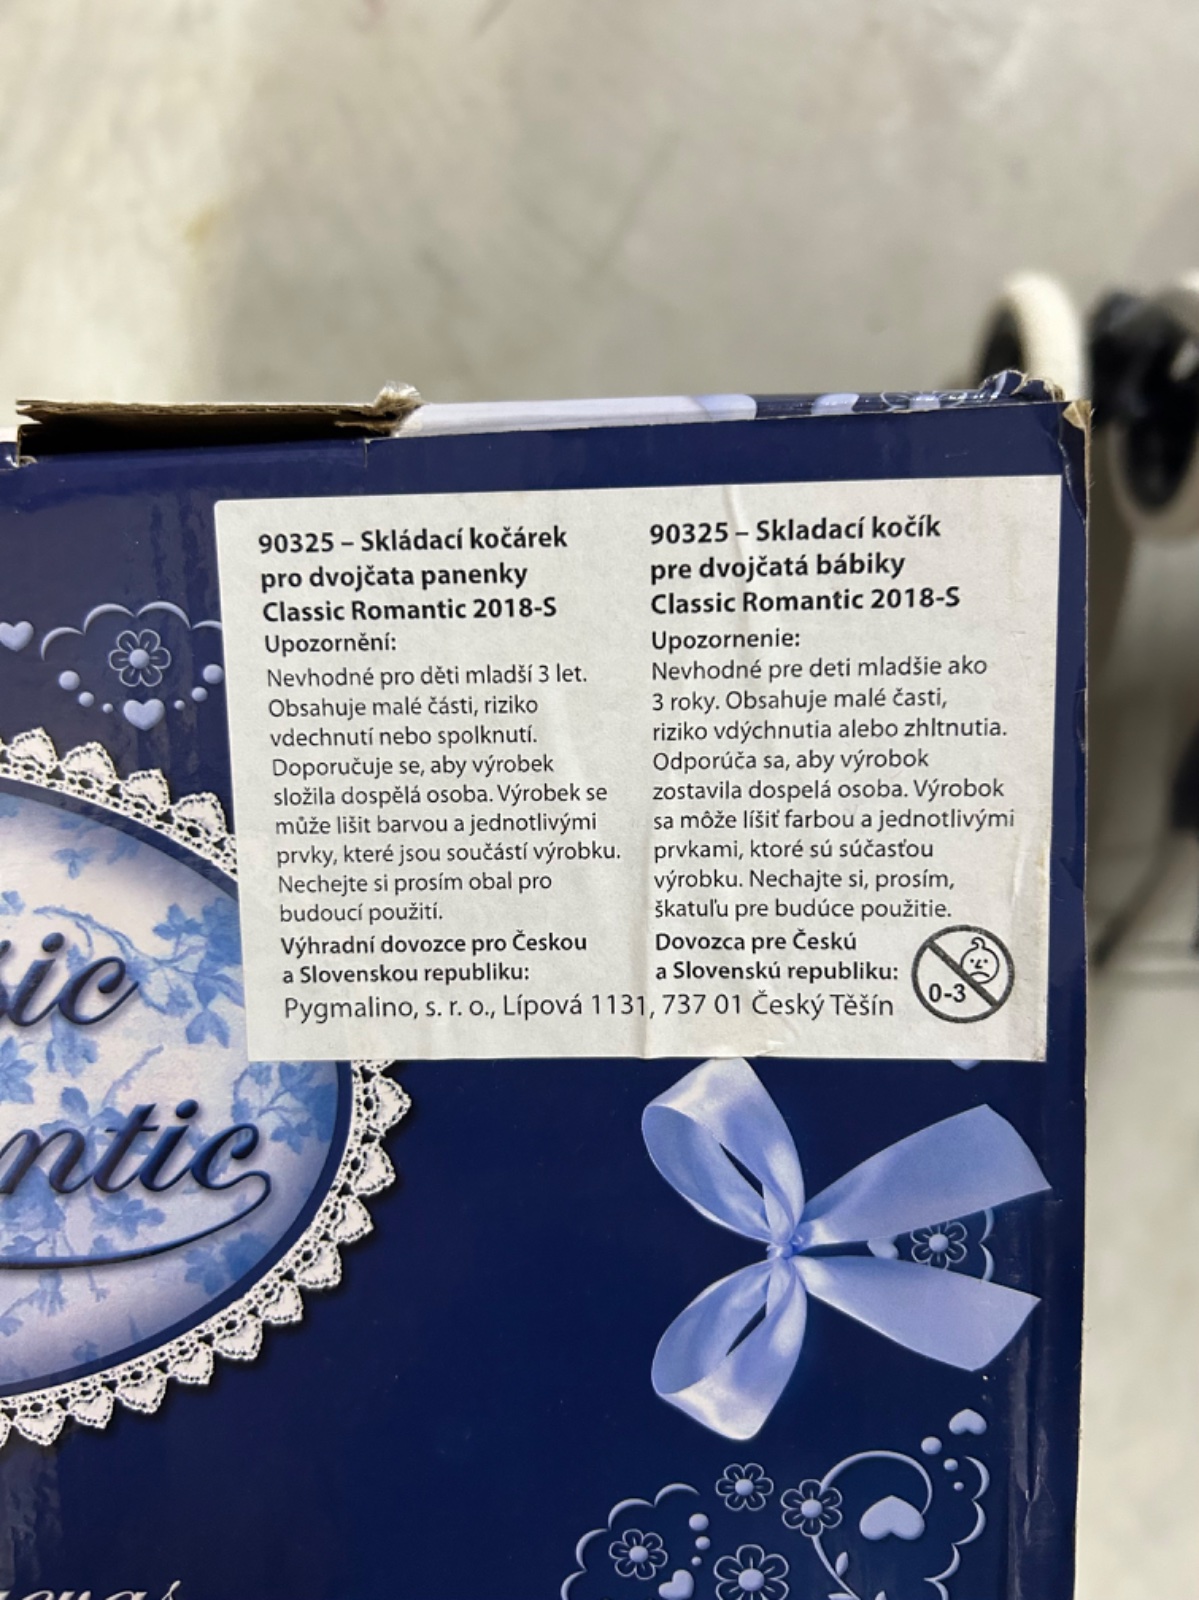 90325 – Skládací kočárek
pro dvojčata panenky
Classic Romantic 2018-S
Upozornění:
Nevhodné pro děti mladší 3 let.
Obsahuje malé části, riziko
vdechnutí nebo spolknutí.
Doporučuje se, aby výrobek
složila dospělá osoba. Výrobek se
může lišit barvou a jednotlivými
prvky, které jsou součástí výrobku.
Nechejte si prosím obal pro
budoucí použití.
Výhradní dovozce pro Českou
a Slovenskou republiku:
90325 – Skladací kočík
pre dvojčatá bábiky
Classic Romantic 2018-S
Upozornenie:
Nevhodné pre deti mladšie ako
3 roky. Obsahuje malé časti,
riziko vdýchnutia alebo zhltnutia.
Odporúča sa, aby výrobok
zostavila dospelá osoba. Výrobok
sa môže líšiť farbou a jednotlivými
prvkami, ktoré sú súčasťou
výrobku. Nechajte si, prosím,
škatuľu pre budúce použitie.
Dovozca pre Českú
a Slovenskú republiku:
Pygmalino, s. r. o., Lípová 1131, 737 01 Český Těšín
0-3
sic
ntic